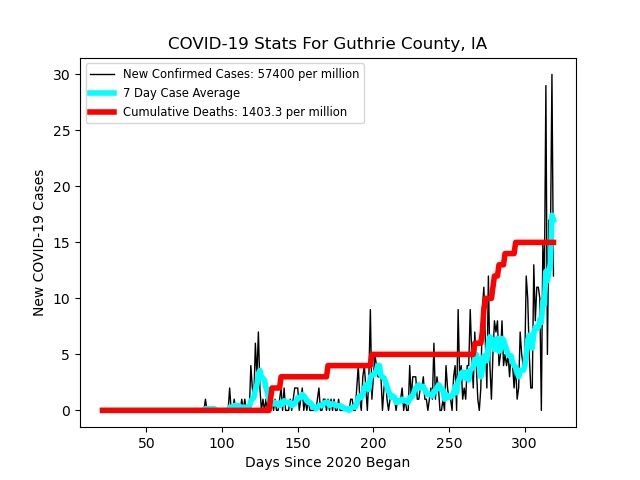 COVID-19 Stats For Guthrie County, IA
New Confirmed Cases: 57400 per million
7 Day Case Average
Cumulative Deaths: 1403.3 per million
New COVID-19 Cases
30
25
20
15
10
5
0
50 100 150 200 250 300
Days Since 2020 Began